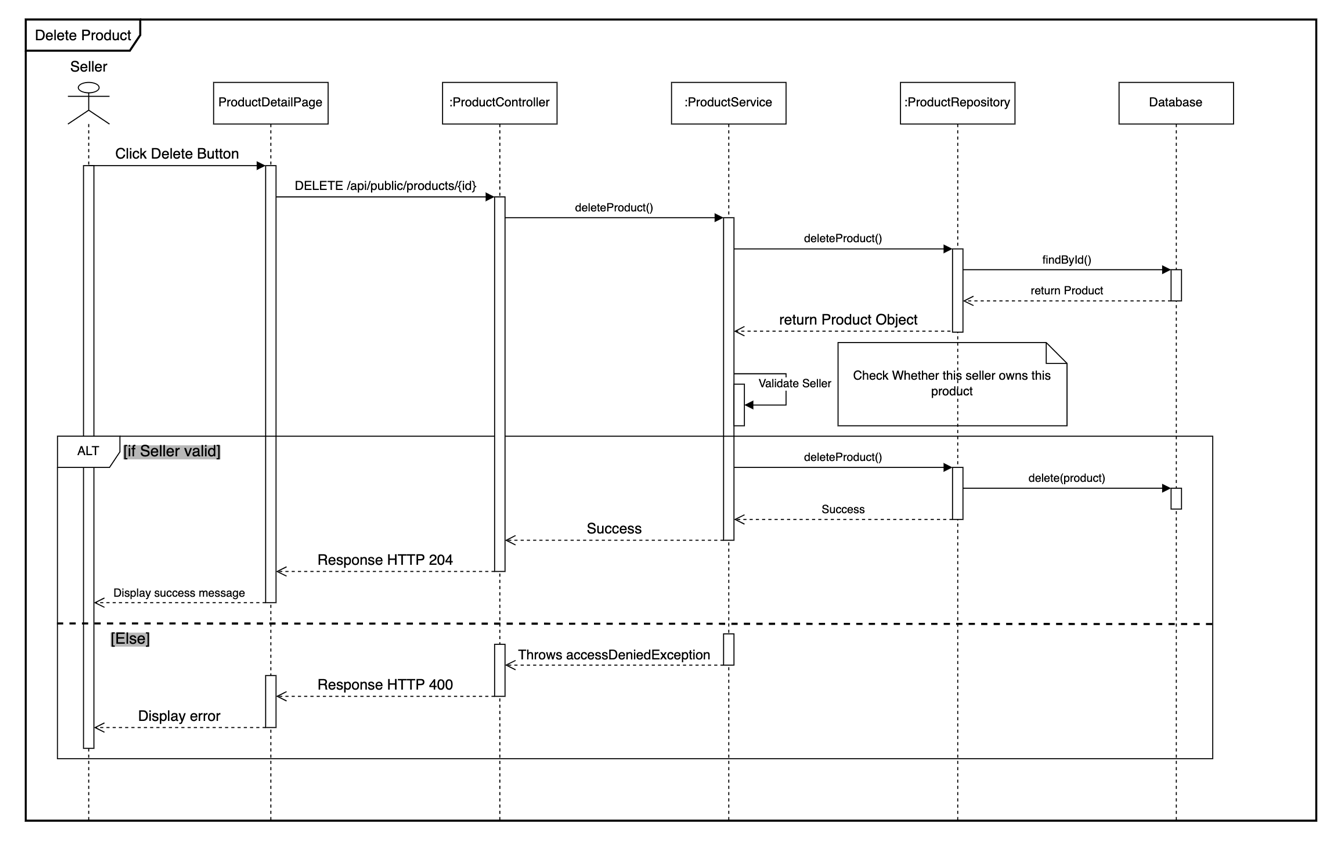 Delete Product
Seller
ProductDetailPage
:ProductController
:ProductService
:ProductRepository
Database
Click Delete Button
DELETE /api/public/products/{id}
deleteProduct()
deleteProduct()
findById()
return Product
return Product Object
Validate Seller
Check Whether this seller owns this
product
ALT
[if Seller valid]
deleteProduct()
delete(product)
Success
Success
Response HTTP 204
Display success message
[Else]
Throws accessDeniedException
Response HTTP 400
Display error